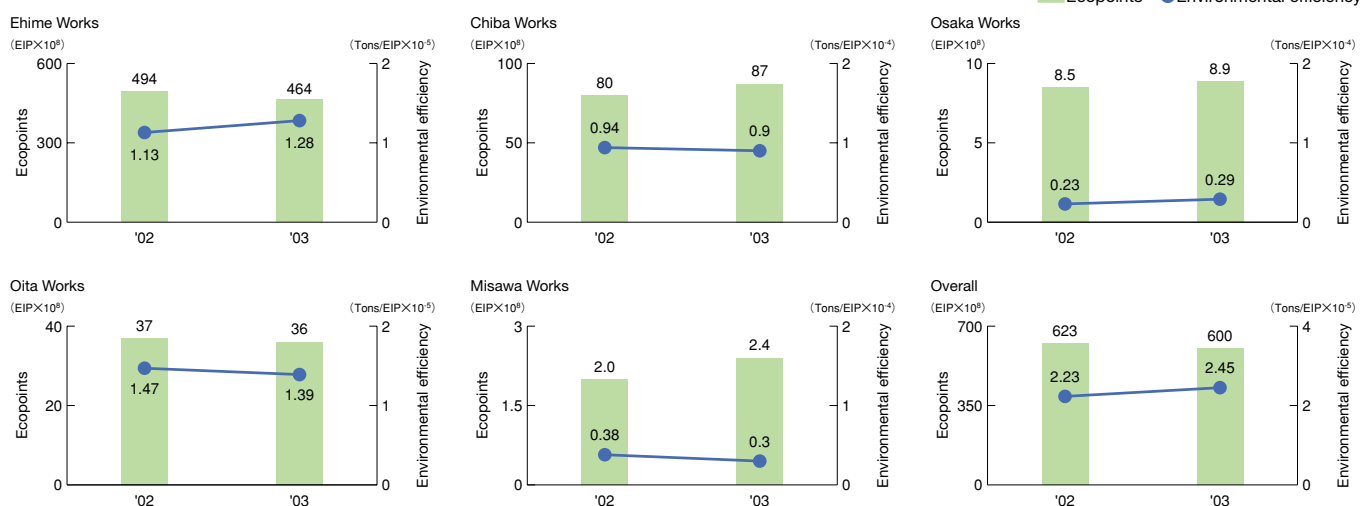 Ecopoints Environmental efficiency
Ehime Works
(EIP×10⁸) (Tons/EIP×10⁻⁵)
600
300
0
2
1
0
Ecopoints
Environmental efficiency
494
464
1.13
1.28
'02 '03
Chiba Works
(EIP×10⁸) (Tons/EIP×10⁻⁴)
100
50
0
2
1
0
Ecopoints
Environmental efficiency
80
87
0.94
0.9
'02 '03
Osaka Works
(EIP×10⁸) (Tons/EIP×10⁻⁴)
10
5
0
2
1
0
Ecopoints
Environmental efficiency
8.5
8.9
0.23
0.29
'02 '03
Oita Works
(EIP×10⁸) (Tons/EIP×10⁻⁵)
40
20
0
2
1
0
Ecopoints
Environmental efficiency
37
36
1.47
1.39
'02 '03
Misawa Works
(EIP×10⁸) (Tons/EIP×10⁻⁴)
3
1.5
0
2
1
0
Ecopoints
Environmental efficiency
2.0
2.4
0.38
0.3
'02 '03
Overall
(EIP×10⁸) (Tons/EIP×10⁻⁵)
700
350
0
4
2
0
Ecopoints
Environmental efficiency
623
600
2.23
2.45
'02 '03